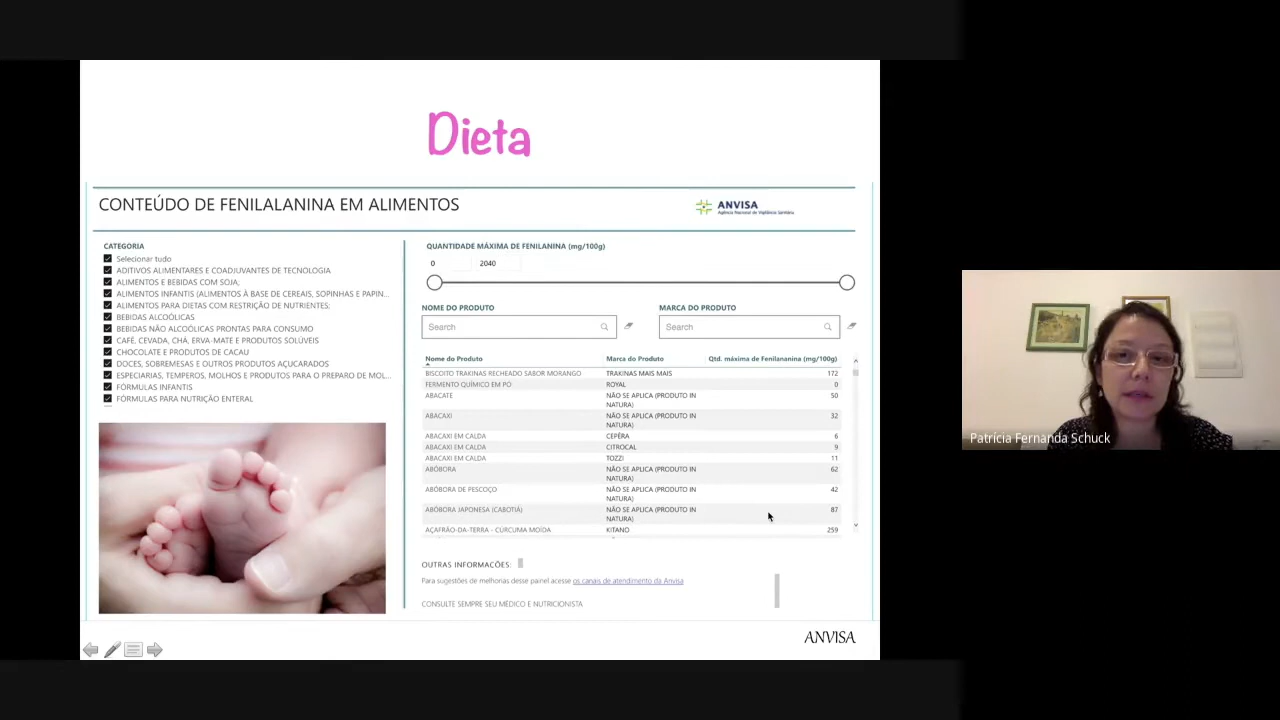 Dieta
CONTEÚDO DE FENILALANINA EM ALIMENTOS
ANVISA
Agência Nacional de Vigilância Sanitária
CATEGORIA
Selecionar tudo
ADITIVOS ALIMENTARES E COADJUVANTES DE TECNOLOGIA
ALIMENTOS E BEBIDAS COM SOJA;
ALIMENTOS INFANTIS (ALIMENTOS À BASE DE CEREAIS, SOPINHAS E PAPIN...
ALIMENTOS PARA DIETAS COM RESTRIÇÃO DE NUTRIENTES;
BEBIDAS ALCOÓLICAS
BEBIDAS NÃO ALCOÓLICAS PRONTAS PARA CONSUMO
CAFÉ, CEVADA, CHÁ, ERVA-MATE E PRODUTOS SOLÚVEIS
CHOCOLATE E PRODUTOS DE CACAU
DOCES, SOBREMESAS E OUTROS PRODUTOS AÇUCARADOS
ESPECIARIAS, TEMPEROS, MOLHOS E PRODUTOS PARA O PREPARO DE MOL...
FÓRMULAS INFANTIS
FÓRMULAS PARA NUTRIÇÃO ENTERAL
QUANTIDADE MÁXIMA DE FENILANINA (mg/100g)
0 2040
NOME DO PRODUTO MARCA DO PRODUTO
Search Search
Nome do Produto Marca do Produto Qtd. máxima de Fenilananina (mg/100g)
BISCOITO TRAKINAS RECHEADO SABOR MORANGO TRAKINAS MAIS MAIS 172
FERMENTO QUÍMICO EM PÓ ROYAL 0
ABACATE NÃO SE APLICA (PRODUTO IN 50
NATURA)
ABACAXI NÃO SE APLICA (PRODUTO IN 32
NATURA)
ABACAXI EM CALDA CEPÊRA 6
ABACAXI EM CALDA CITROCAL 9
ABACAXI EM CALDA TOZZI 11
ABÓBORA NÃO SE APLICA (PRODUTO IN 62
NATURA)
ABÓBORA DE PESCOÇO NÃO SE APLICA (PRODUTO IN 42
NATURA)
ABÓBORA JAPONESA (CABOTIÁ) NÃO SE APLICA (PRODUTO IN 87
NATURA)
AÇAFRÃO-DA-TERRA - CÚRCUMA MOÍDA KITANO 259
OUTRAS INFORMAÇÕES:
Para sugestões de melhorias desse painel acesse os canais de atendimento da Anvisa
CONSULTE SEMPRE SEU MÉDICO E NUTRICIONISTA
ANVISA
Patrícia Fernanda Schuck